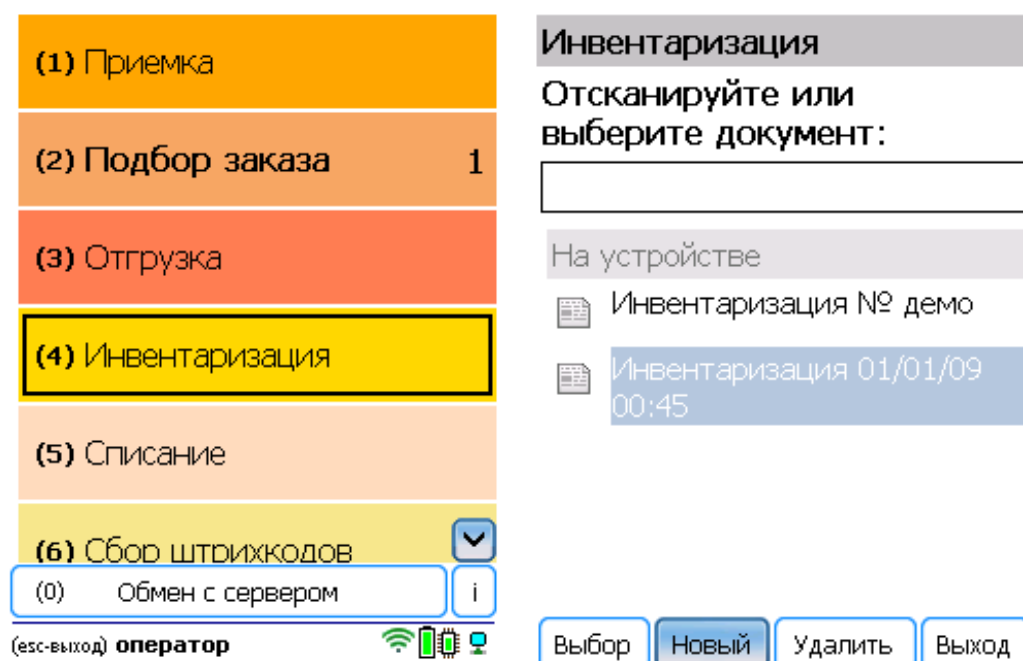 (1) Приемка
(2) Подбор заказа 1
(3) Отгрузка
(4) Инвентаризация
(5) Списание
(6) Сбор штрихкодов
(0) Обмен с сервером i
(esc-выход) оператор
Инвентаризация
Отсканируйте или
выберите документ:
На устройстве
Инвентаризация № демо
Инвентаризация 01/01/09
00:45
Выбор Новый Удалить Выход